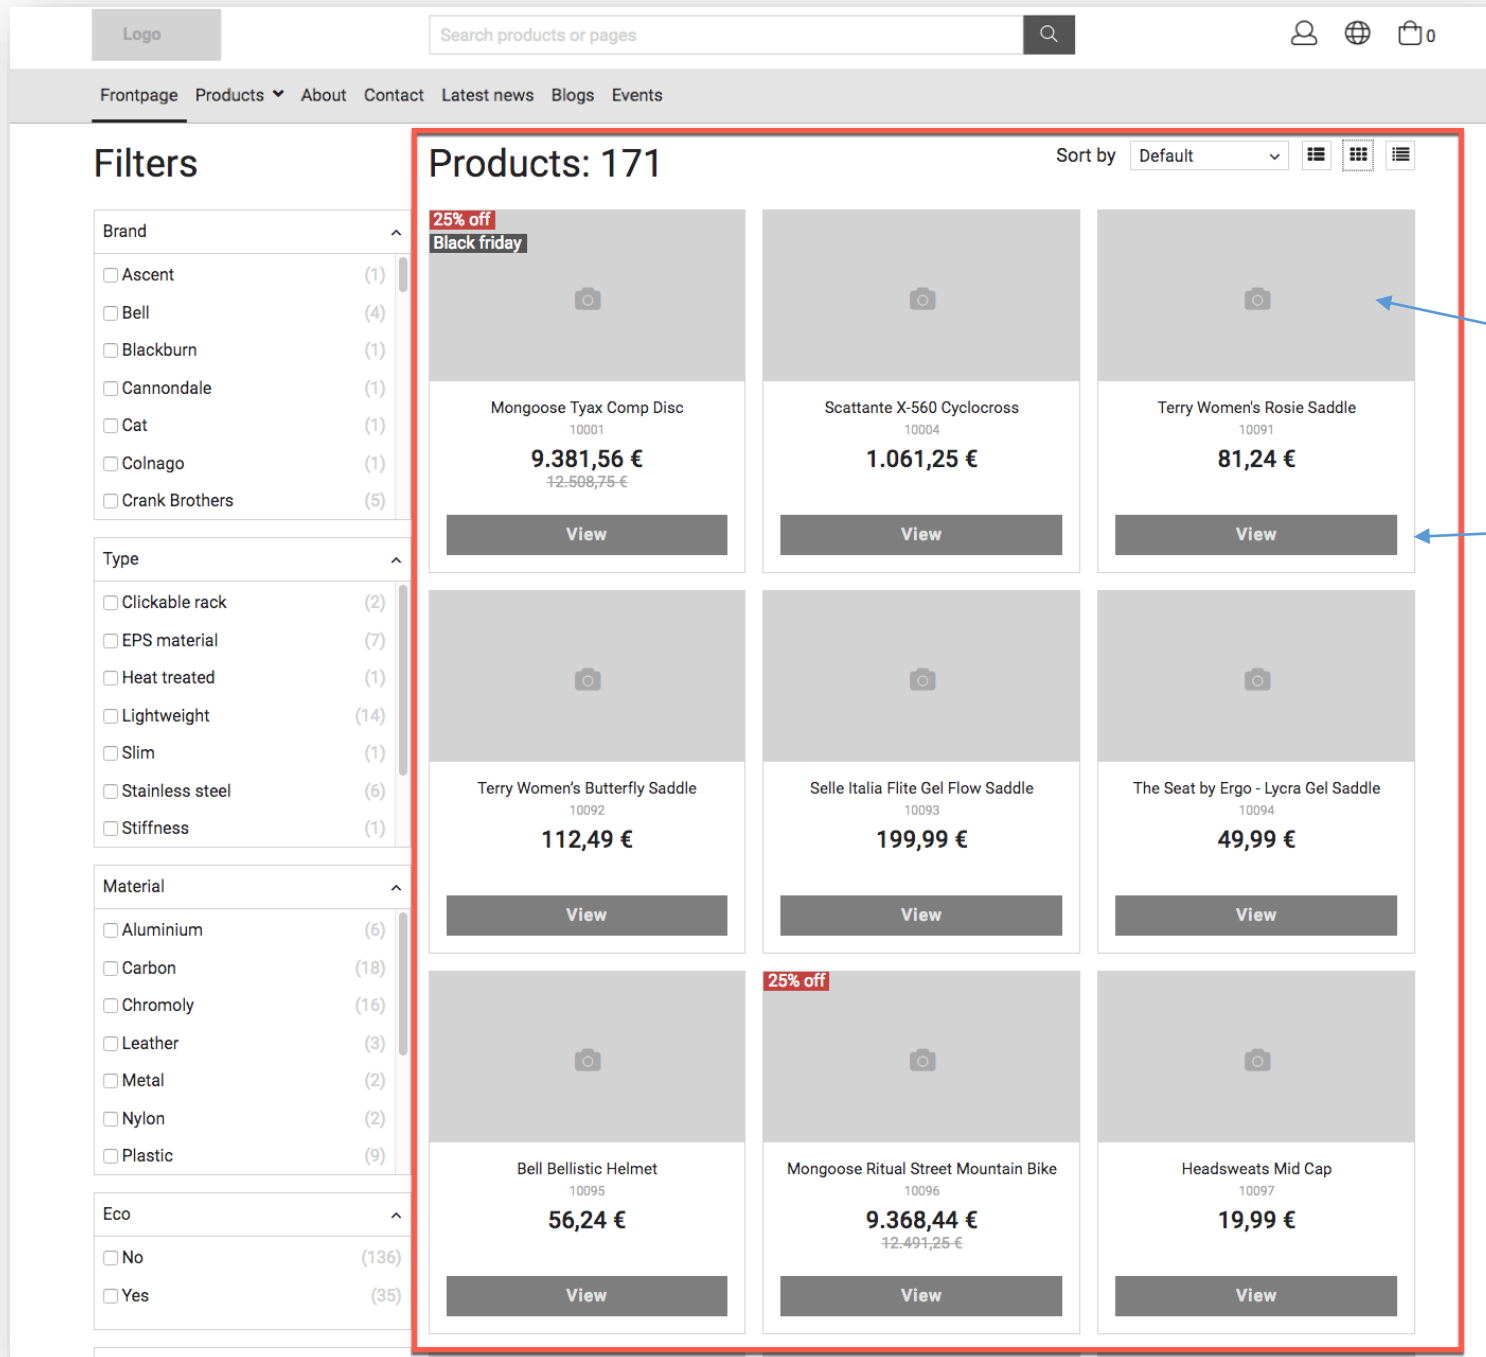 Logo
Search products or pages
0
Frontpage Products About Contact Latest news Blogs Events
Filters
Brand
Ascent (1)
Bell (4)
Blackburn (1)
Cannondale (1)
Cat (1)
Colnago (1)
Crank Brothers (5)
Type
Clickable rack (2)
EPS material (7)
Heat treated (1)
Lightweight (14)
Slim (1)
Stainless steel (6)
Stiffness (1)
Material
Aluminium (6)
Carbon (18)
Chromoly (16)
Leather (3)
Metal (2)
Nylon (2)
Plastic (9)
Eco
No (136)
Yes (35)
Products: 171
Sort by Default
25% off
Black friday
Mongoose Tyax Comp Disc
10001
9.381,56 €
12.508,75 €
View
Scattante X-560 Cyclocross
10004
1.061,25 €
View
Terry Women's Rosie Saddle
10091
81,24 €
View
Terry Women's Butterfly Saddle
10092
112,49 €
View
Selle Italia Flite Gel Flow Saddle
10093
199,99 €
View
The Seat by Ergo - Lycra Gel Saddle
10094
49,99 €
View
Bell Bellistic Helmet
10095
56,24 €
View
25% off
Mongoose Ritual Street Mountain Bike
10096
9.368,44 €
12.491,25 €
View
Headsweats Mid Cap
10097
19,99 €
View